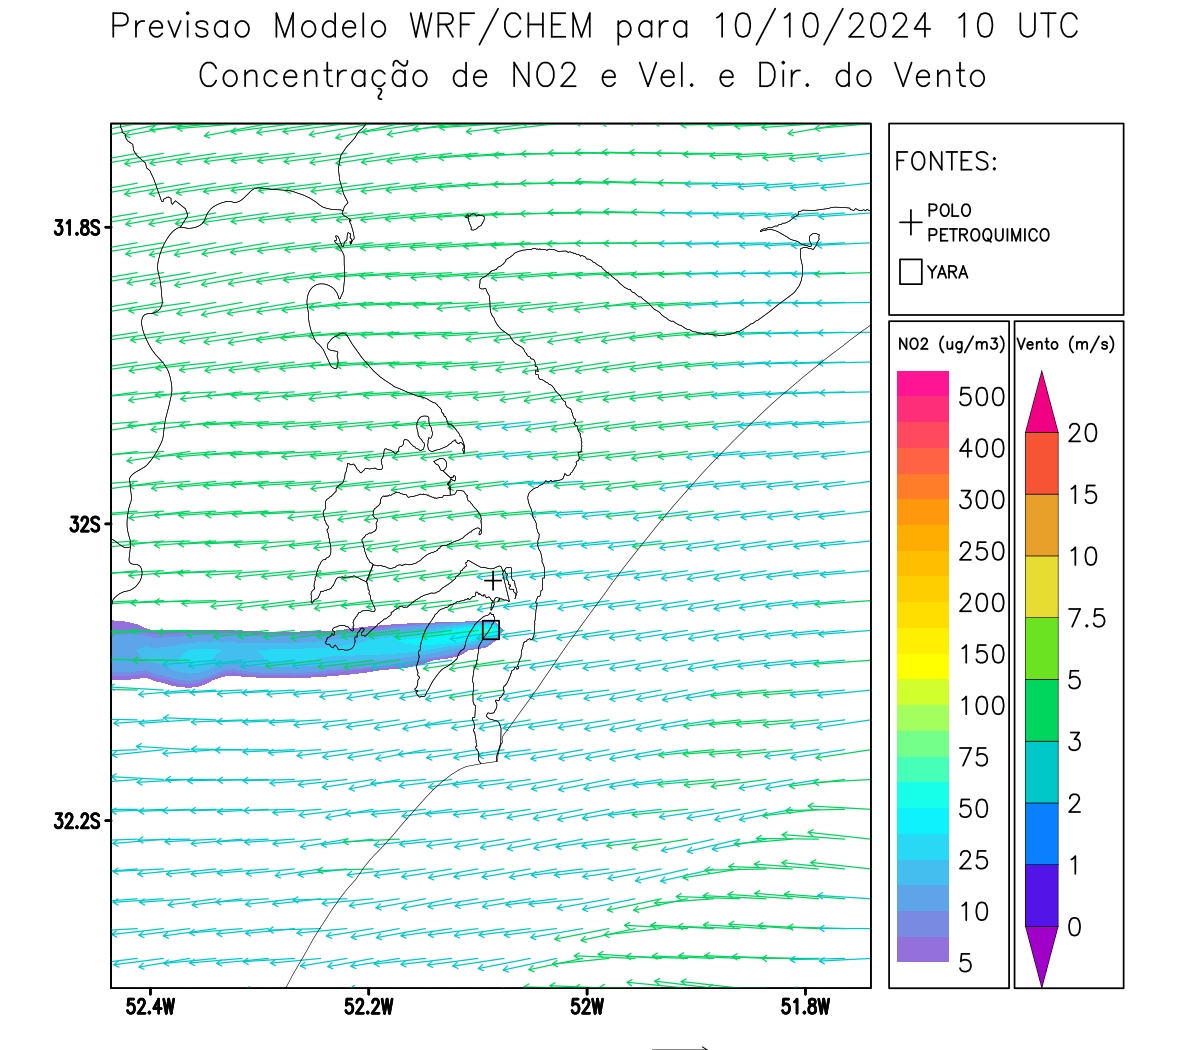 Previsao Modelo WRF/CHEM para 10/10/2024 10 UTC
Concentração de NO2 e Vel. e Dir. do Vento
FONTES:
POLO
PETROQUIMICO
YARA
NO2 (ug/m3)
500
400
300
250
200
150
100
75
50
25
10
5
Vento (m/s)
20
15
10
7.5
5
3
2
1
0
31.8S
32S
32.2S
52.4W
52.2W
52W
51.8W